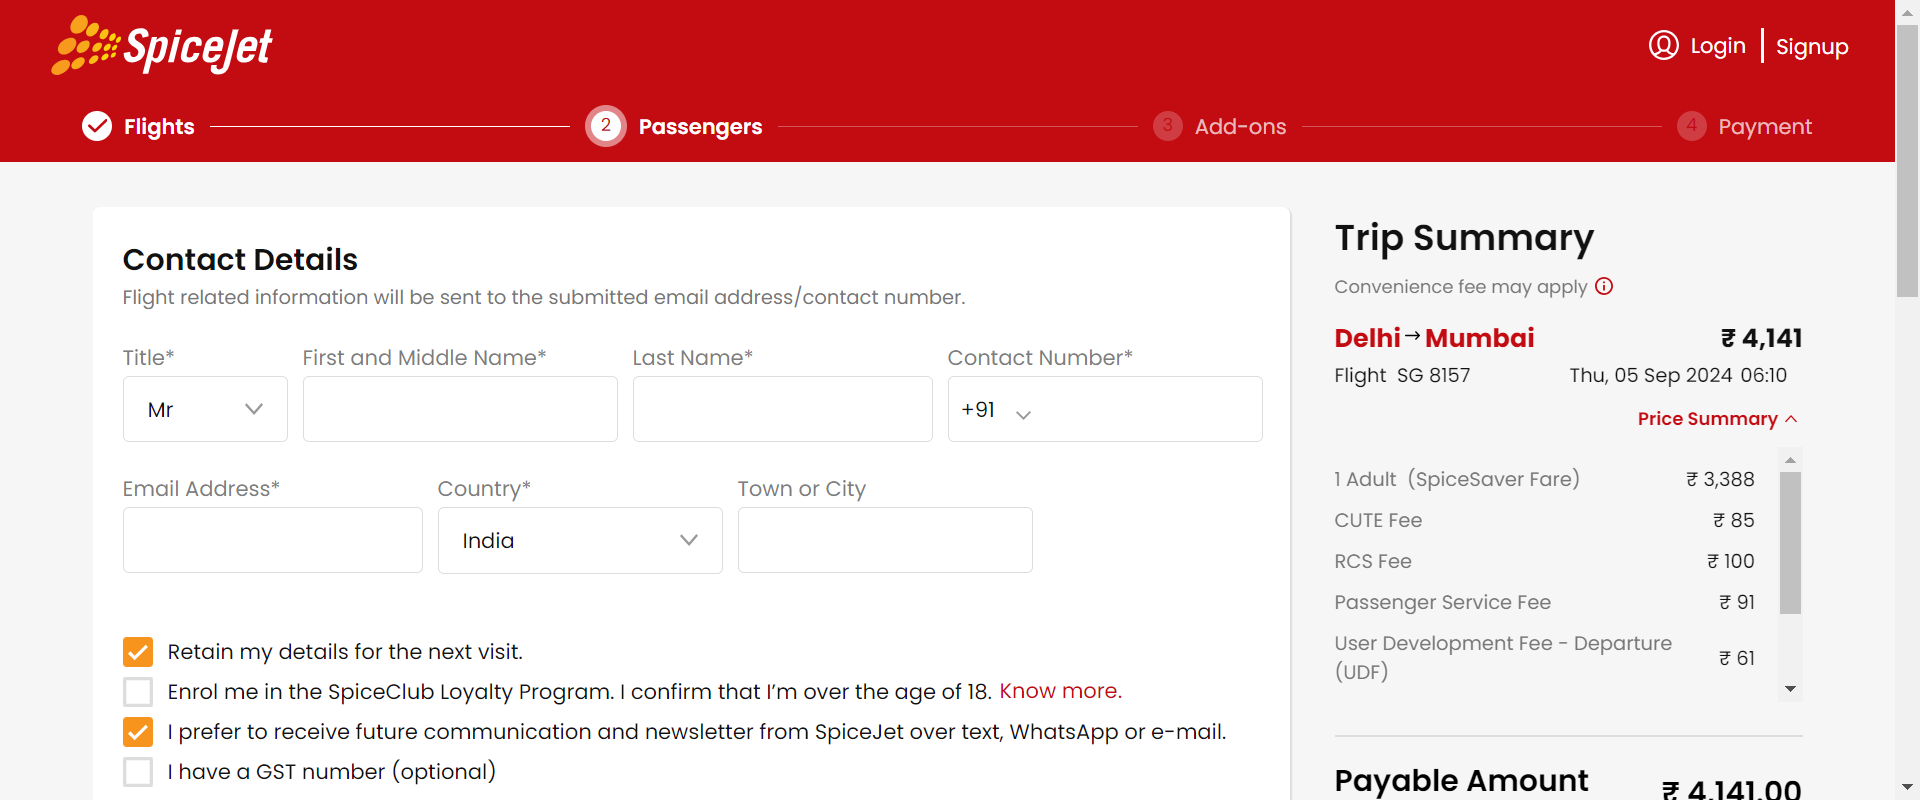 SpiceJet
Login
Signup
Flights
2
Passengers
3
Add-ons
4
Payment
Contact Details
Flight related information will be sent to the submitted email address/contact number.
Title*
First and Middle Name*
Last Name*
Contact Number*
Mr
+91
Email Address*
Country*
Town or City
India
Retain my details for the next visit.
Enrol me in the SpiceClub Loyalty Program. I confirm that I’m over the age of 18. Know more.
I prefer to receive future communication and newsletter from SpiceJet over text, WhatsApp or e-mail.
I have a GST number (optional)
Trip Summary
Convenience fee may apply
Delhi → Mumbai ₹ 4,141
Flight SG 8157 Thu, 05 Sep 2024 06:10
Price Summary
1 Adult (SpiceSaver Fare) ₹ 3,388
CUTE Fee ₹ 85
RCS Fee ₹ 100
Passenger Service Fee ₹ 91
User Development Fee - Departure
(UDF) ₹ 61
Payable Amount ₹ 4,141.00